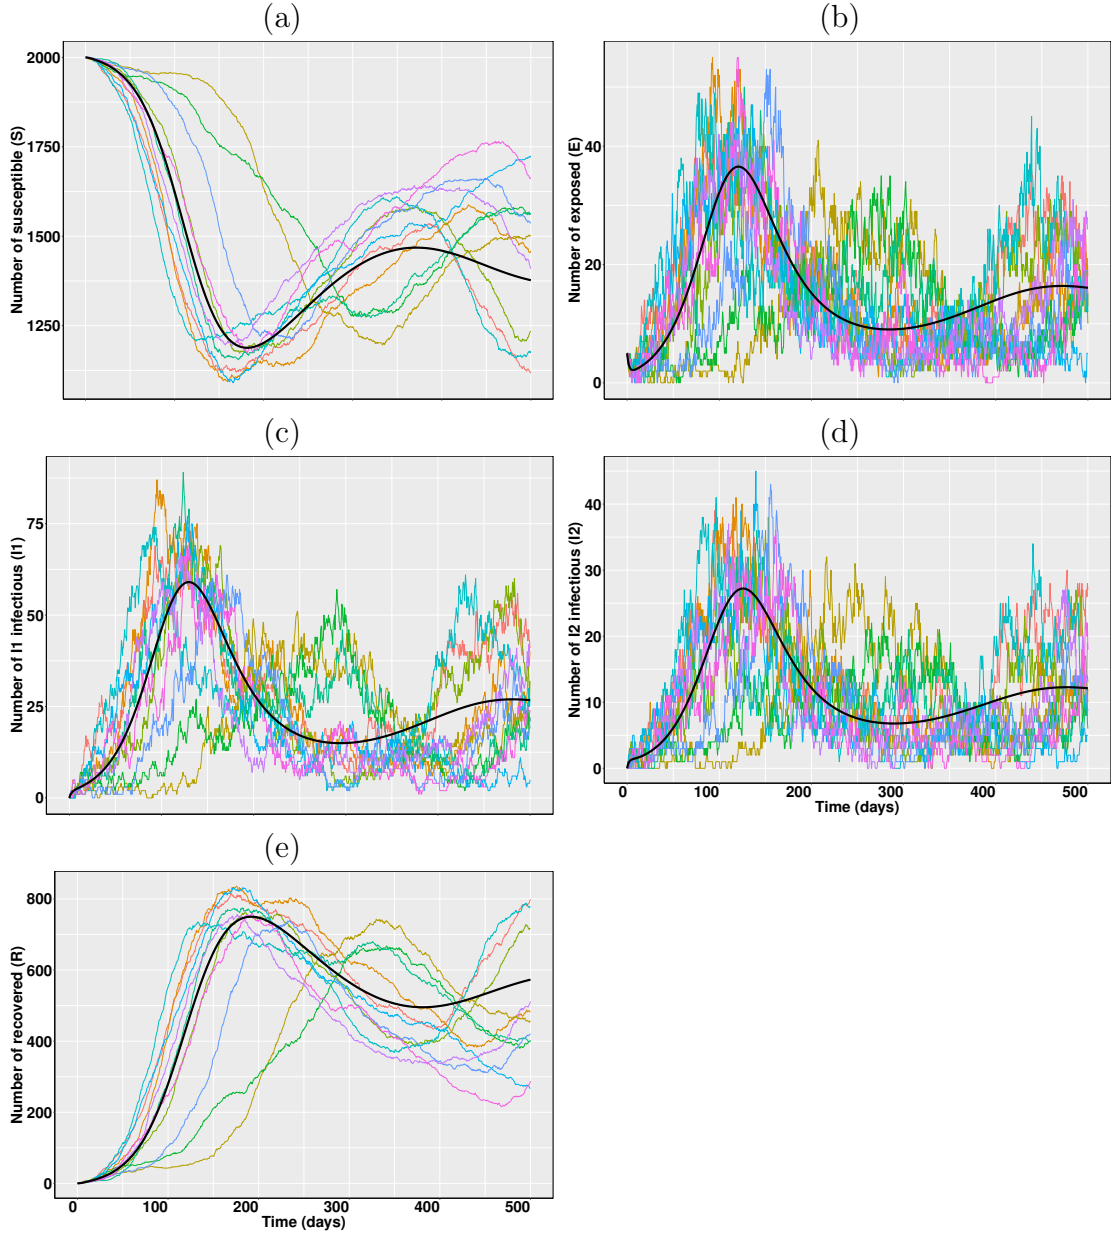 (a)
Number of susceptible (S)
2000
1750
1500
1250
(b)
Number of exposed (E)
40
20
0
(c)
Number of I1 infectious (I1)
75
50
25
0
(d)
Number of I2 infectious (I2)
40
30
20
10
0
0 100 200 300 400 500
Time (days)
(e)
Number of recovered (R)
800
600
400
200
0
0 100 200 300 400 500
Time (days)